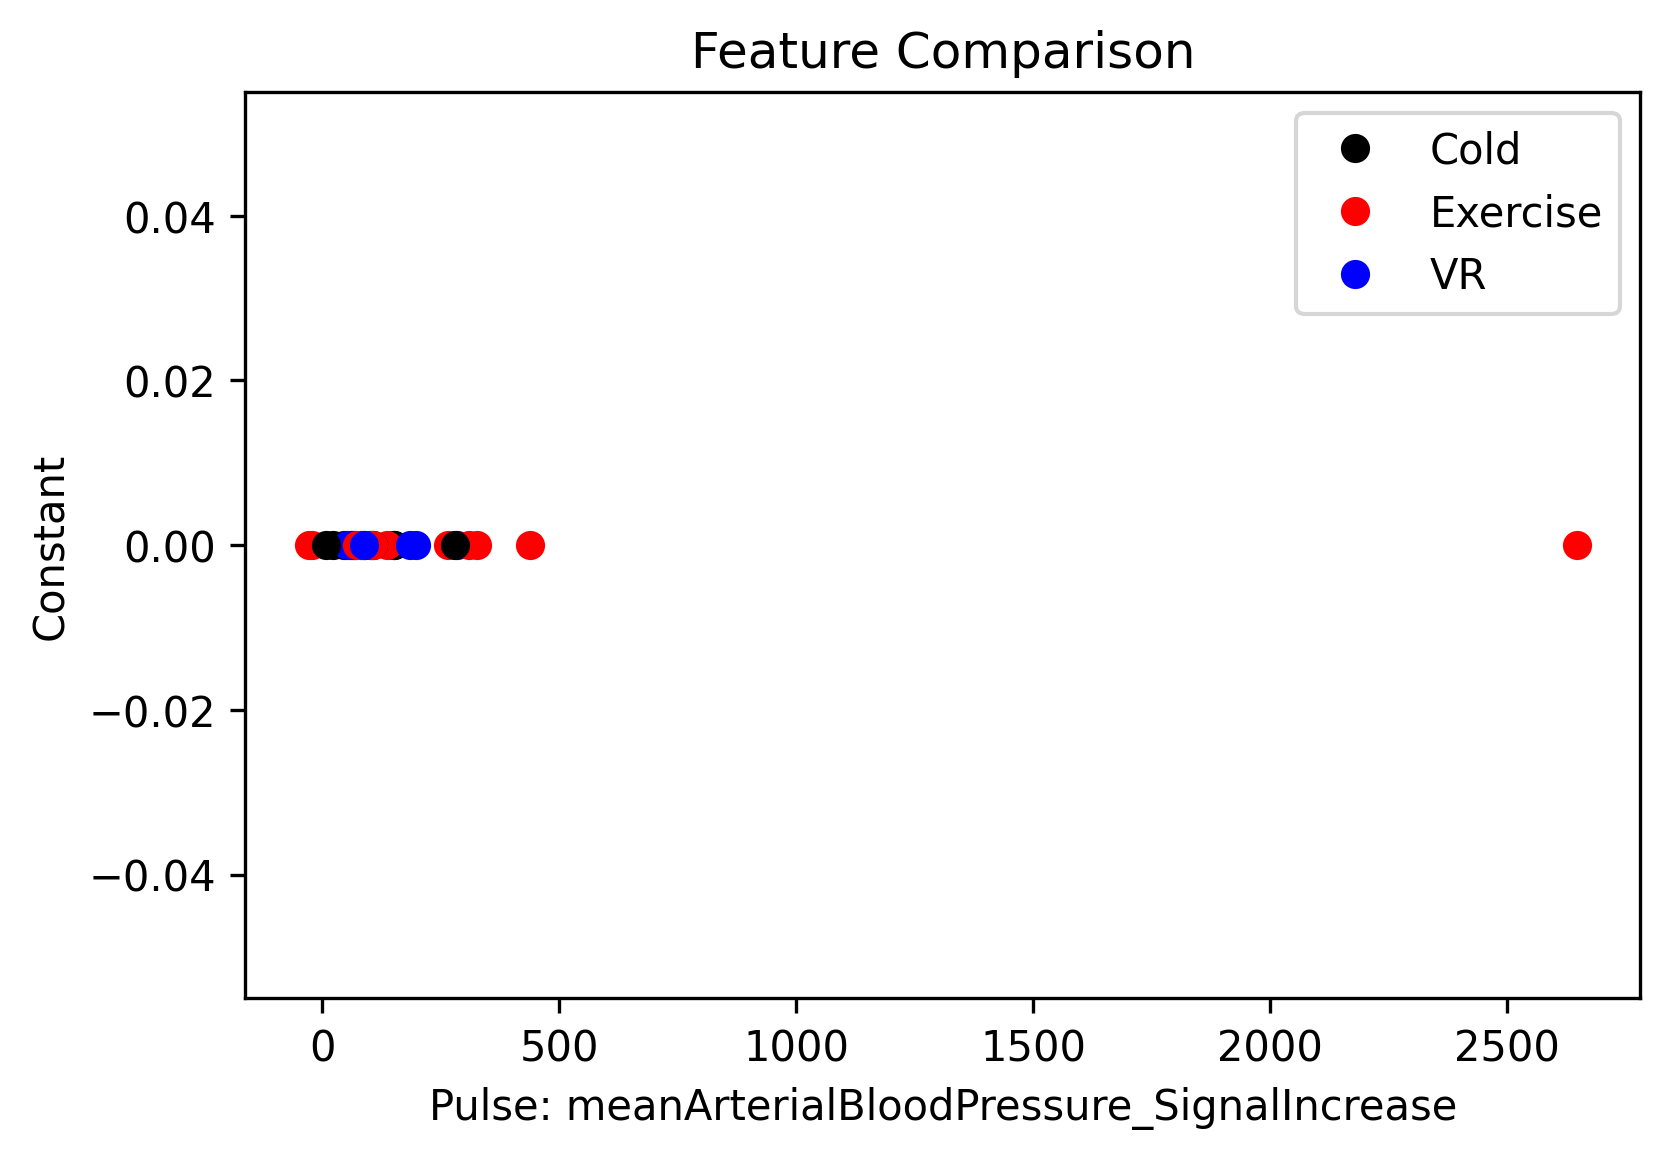 Feature Comparison
Cold
Exercise
VR
0.04
0.02
0.00
−0.02
−0.04
Constant
0
500
1000
1500
2000
2500
Pulse: meanArterialBloodPressure_SignalIncrease